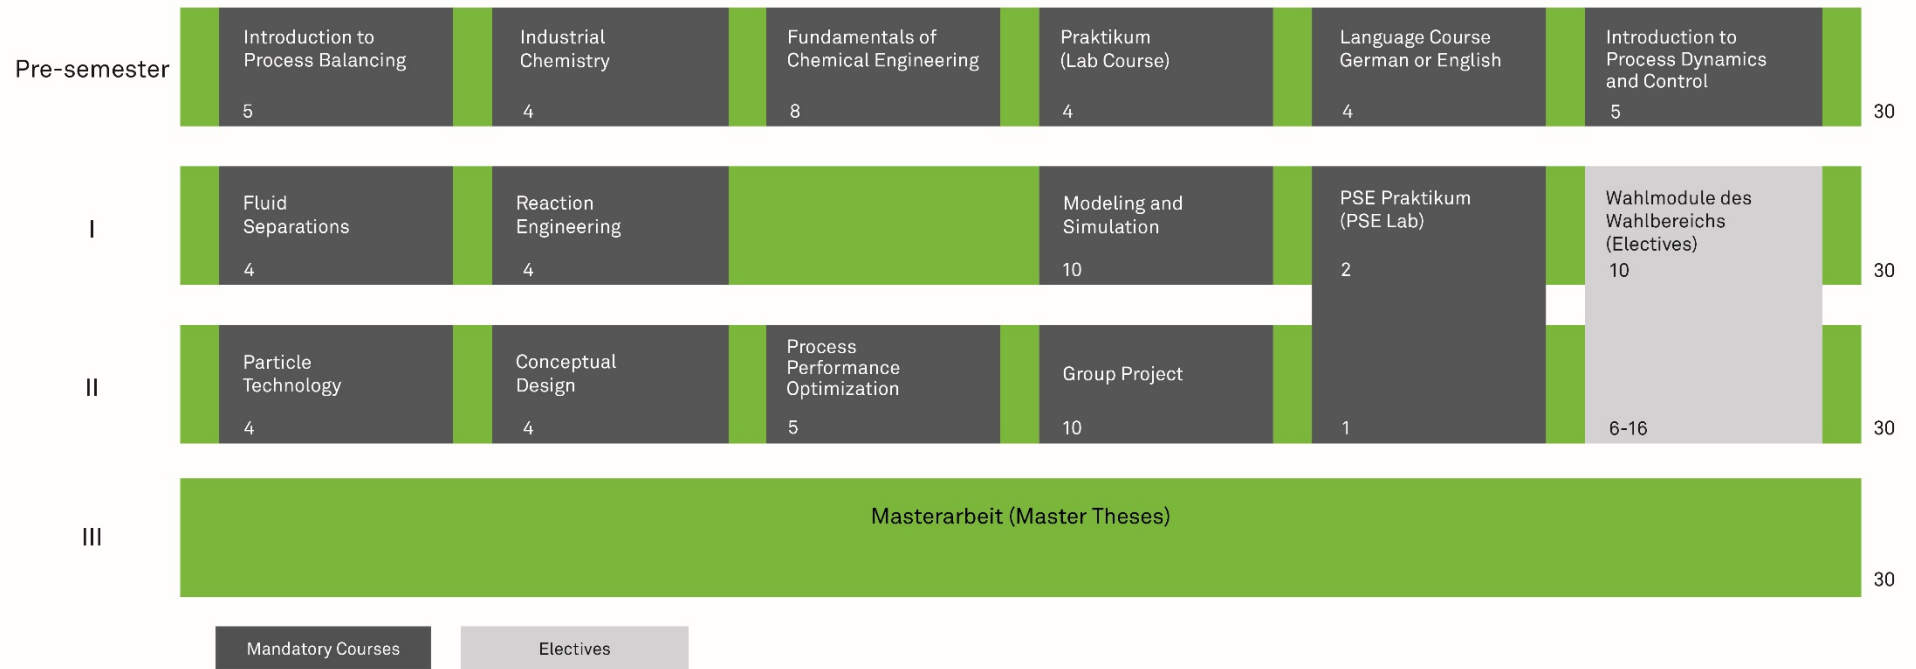 Pre-semester
Introduction to
Process Balancing
5
Industrial
Chemistry
4
Fundamentals of
Chemical Engineering
8
Praktikum
(Lab Course)
4
Language Course
German or English
4
Introduction to
Process Dynamics
and Control
5
30
I
Fluid
Separations
4
Reaction
Engineering
4
Modeling and
Simulation
10
PSE Praktikum
(PSE Lab)
2
Wahlmodule des
Wahlbereichs
(Electives)
10
30
II
Particle
Technology
4
Conceptual
Design
4
Process
Performance
Optimization
5
Group Project
10
1
6-16
30
III
Masterarbeit (Master Theses)
30
Mandatory Courses
Electives